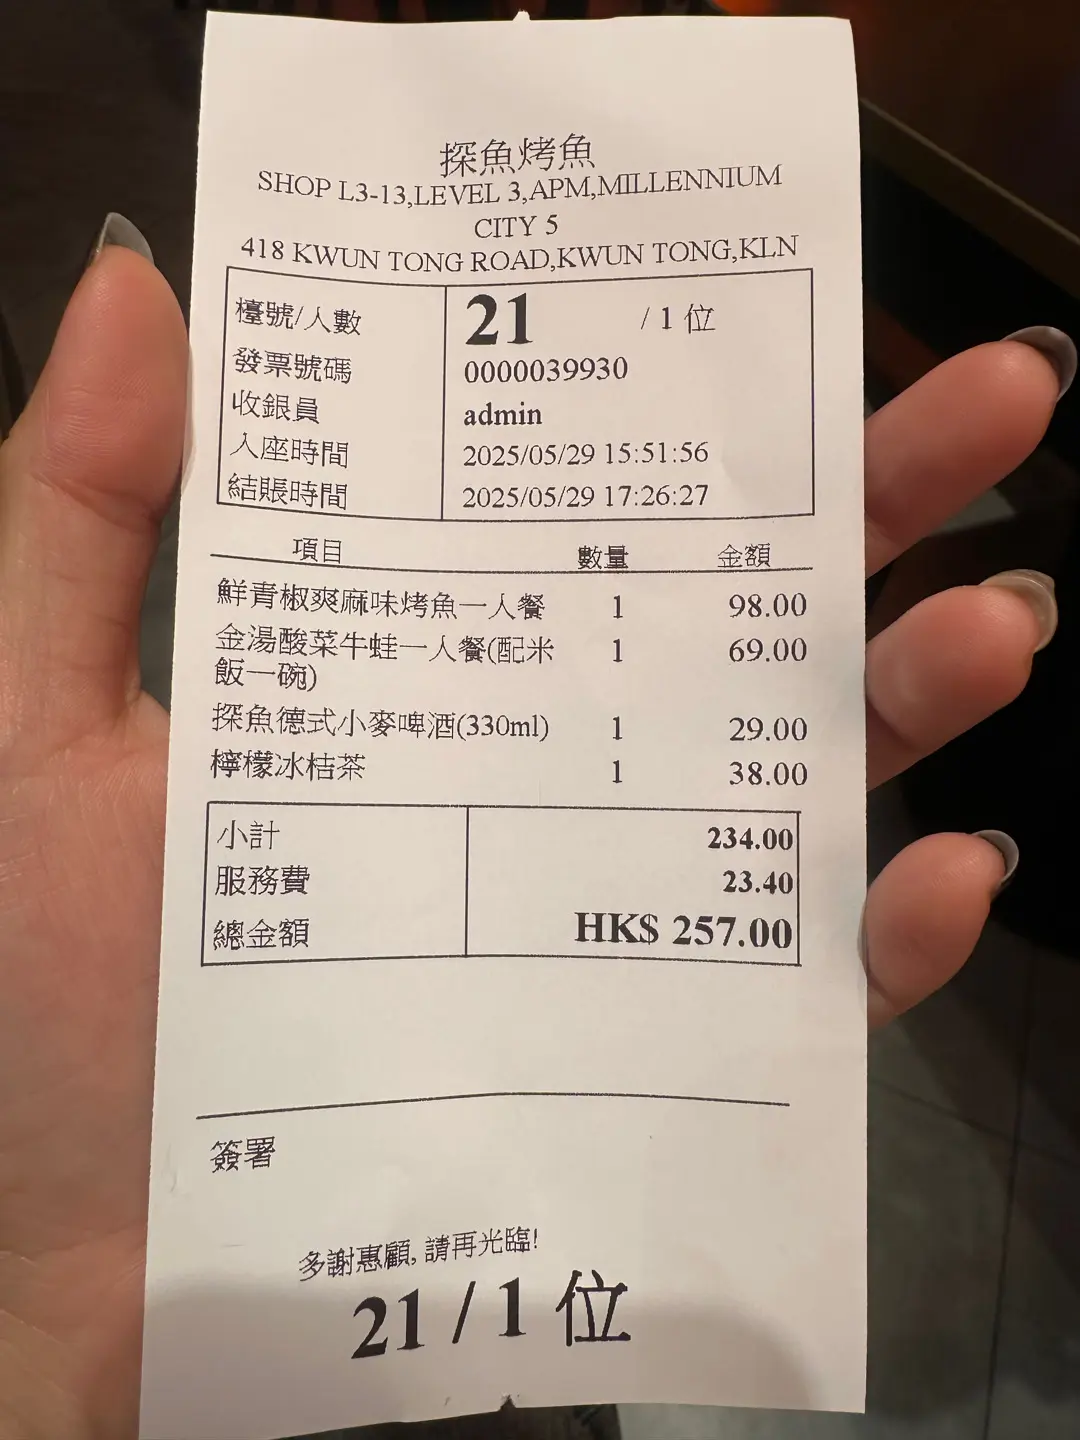 探魚烤魚
SHOP L3-13,LEVEL 3,APM,MILLENNIUM
CITY 5
418 KWUN TONG ROAD,KWUN TONG,KLN
檯號/人數 21 / 1 位
發票號碼 0000039930
收銀員 admin
入座時間 2025/05/29 15:51:56
結賬時間 2025/05/29 17:26:27
項目 數量 金額
鮮青椒爽麻味烤魚一人餐 1 98.00
金湯酸菜牛蛙一人餐(配米 1 69.00
飯一碗)
探魚德式小麥啤酒(330ml) 1 29.00
檸檬冰桔茶 1 38.00
小計 234.00
服務費 23.40
總金額 HK$ 257.00
簽署
多謝惠顧, 請再光臨!
21 / 1 位